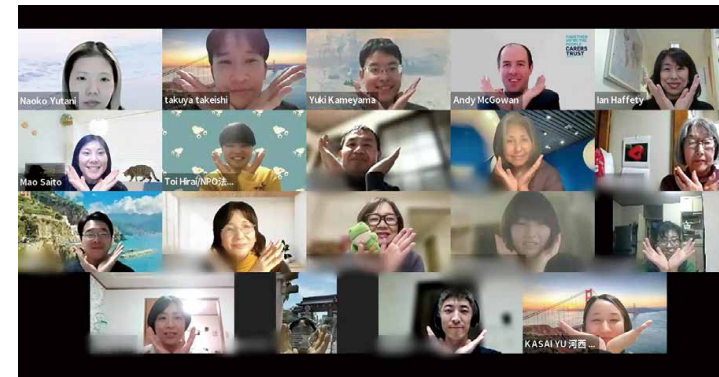 TOGETHER
CARERS
TRUST
Naoko Yutani
takuya takeishi
Yuki Kameyama
Andy McGowan
Ian Haffety
Mao Saito
Toi Hirai/NPO法...
KASAI YU 河西 ...